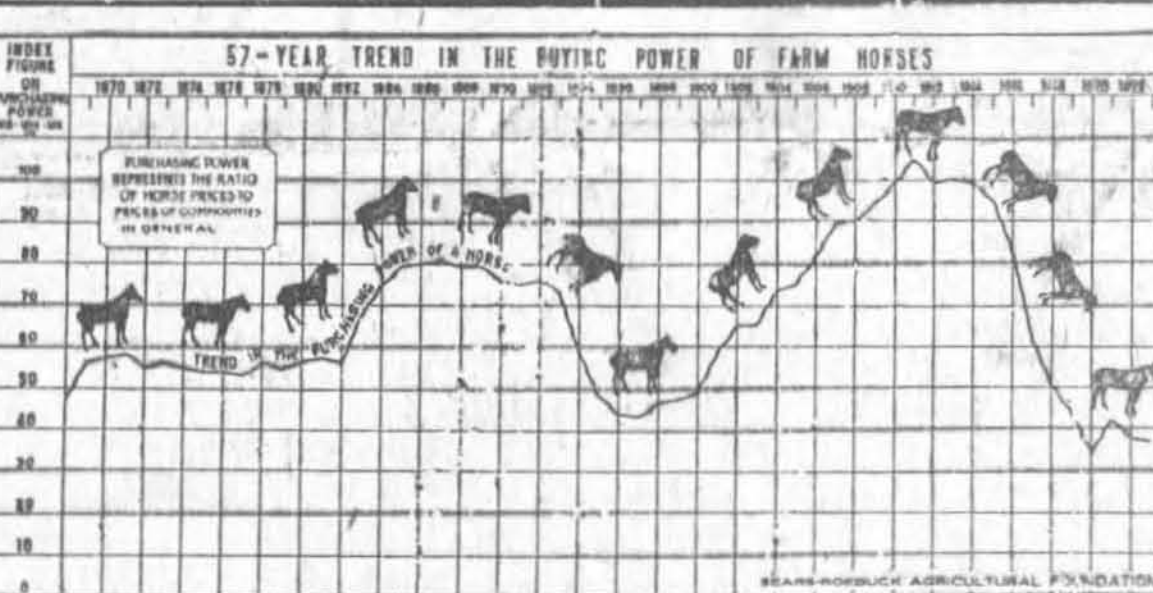 INDEX
FIGURE
OR
PURCHASING
POWER
57-YEAR TREND IN THE BUYING POWER OF FARM HORSES
1870 1872 1874 1876 1878 1880 1882 1884 1886 1888 1890 1892 1894 1896 1898 1900 1902 1904 1906 1908 1910 1912 1914 1916 1918 1920 1922
PURCHASING POWER
REPRESENTS THE RATIO
OF HORSE PRICES TO
PRICES OF COMMODITIES
IN GENERAL
100
90
80
70
60
50
40
30
20
10
0
TREND IN THE PURCHASING POWER OF A HORSE
SEARS-ROEBUCK AGRICULTURAL FOUNDATION